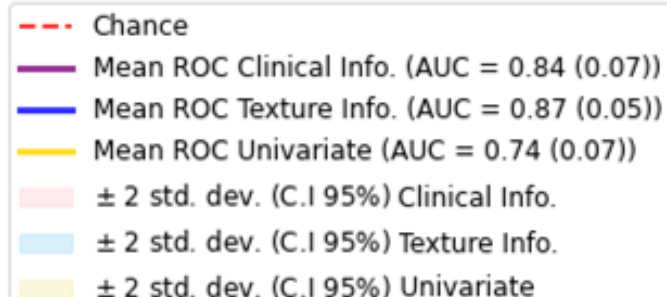 Chance
Mean ROC Clinical Info. (AUC = 0.84 (0.07))
Mean ROC Texture Info. (AUC = 0.87 (0.05))
Mean ROC Univariate (AUC = 0.74 (0.07))
± 2 std. dev. (C.I 95%) Clinical Info.
± 2 std. dev. (C.I 95%) Texture Info.
± 2 std. dev. (C.I 95%) Univariate